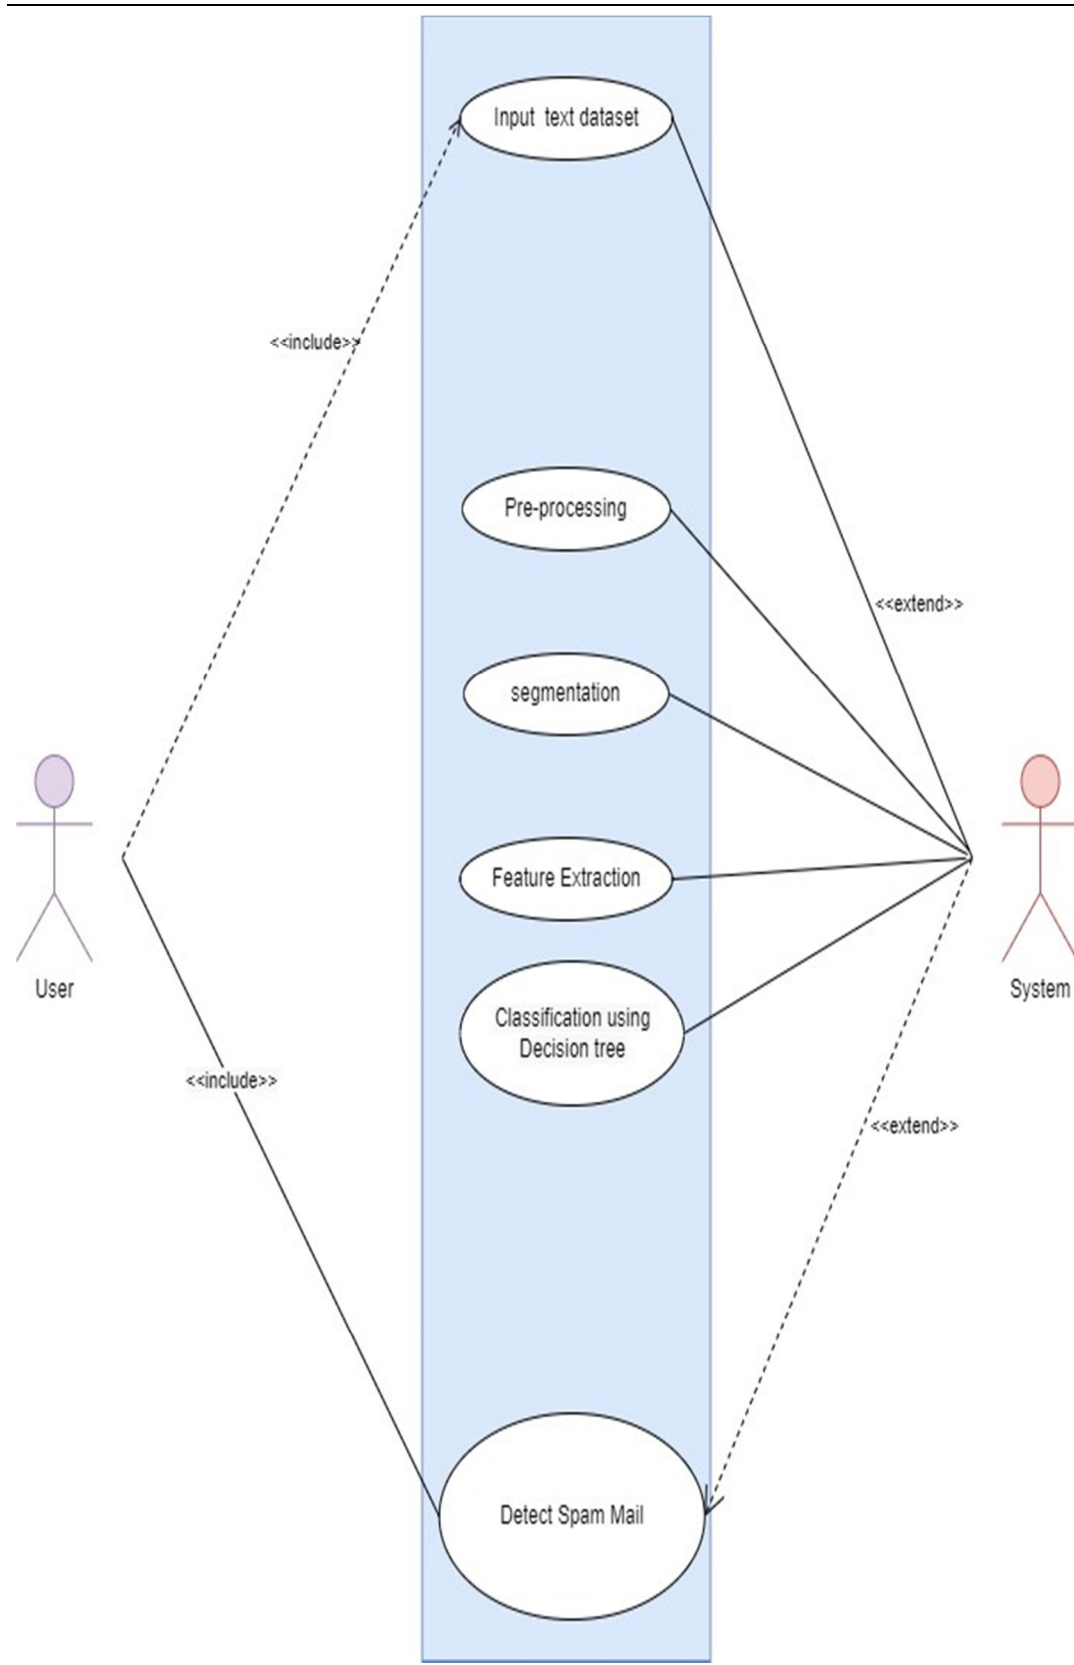 Input text dataset
<<include>>
Pre-processing
<<extend>>
segmentation
Feature Extraction
User
System
Classification using
Decision tree
<<include>>
<<extend>>
Detect Spam Mail